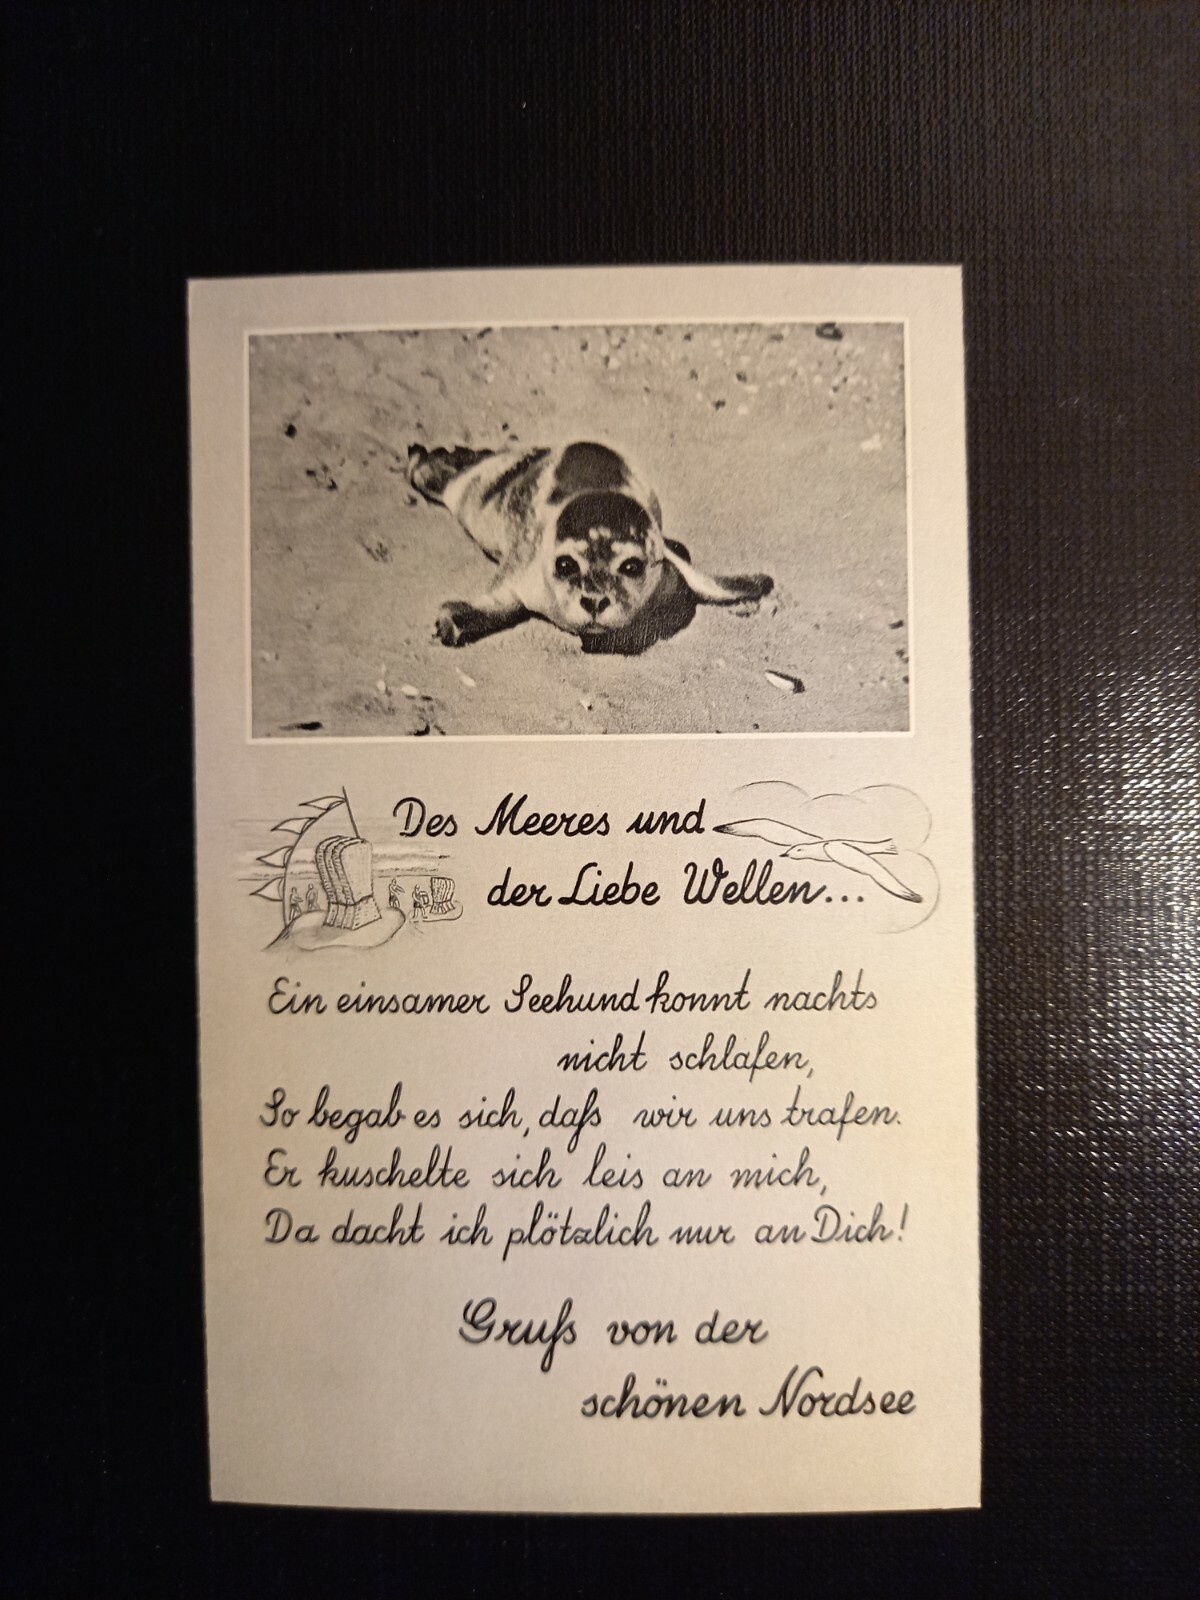 Des Meeres und
der Liebe Wellen...
Ein einsamer Seehund konnt nachts
nicht schlafen,
So begab es sich, daß wir uns trafen.
Er kuschelte sich leis an mich,
Da dacht ich plötzlich nur an Dich!
Gruß von der
schönen Nordsee